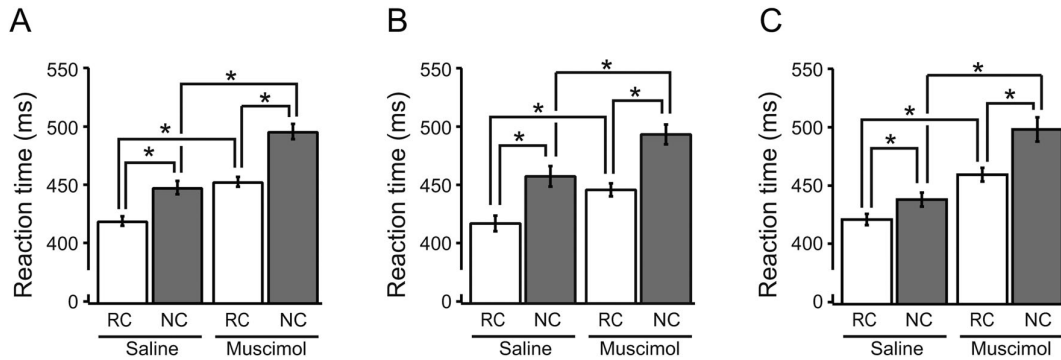 A
Reaction time (ms)
550
500
450
400
0
* * * *
RC NC RC NC
Saline Muscimol
B
Reaction time (ms)
550
500
450
400
0
* * * *
RC NC RC NC
Saline Muscimol
C
Reaction time (ms)
550
500
450
400
0
* * * *
RC NC RC NC
Saline Muscimol